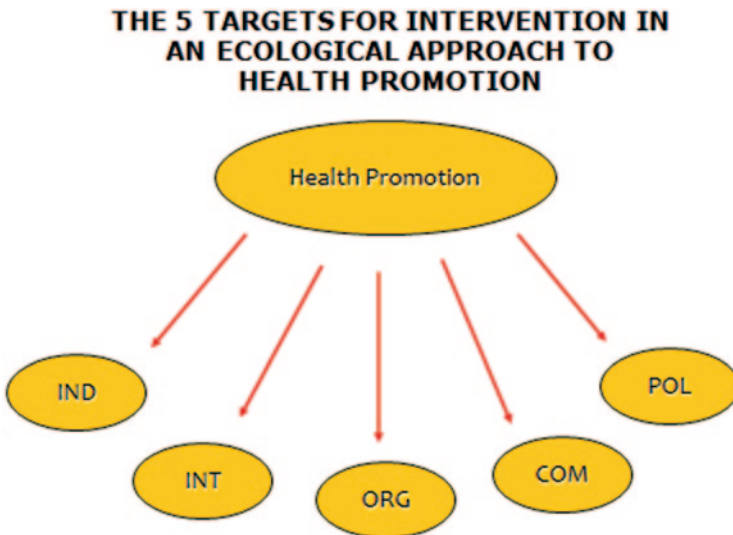 THE 5 TARGETS FOR INTERVENTION IN
AN ECOLOGICAL APPROACH TO
HEALTH PROMOTION
Health Promotion
IND
INT
ORG
COM
POL